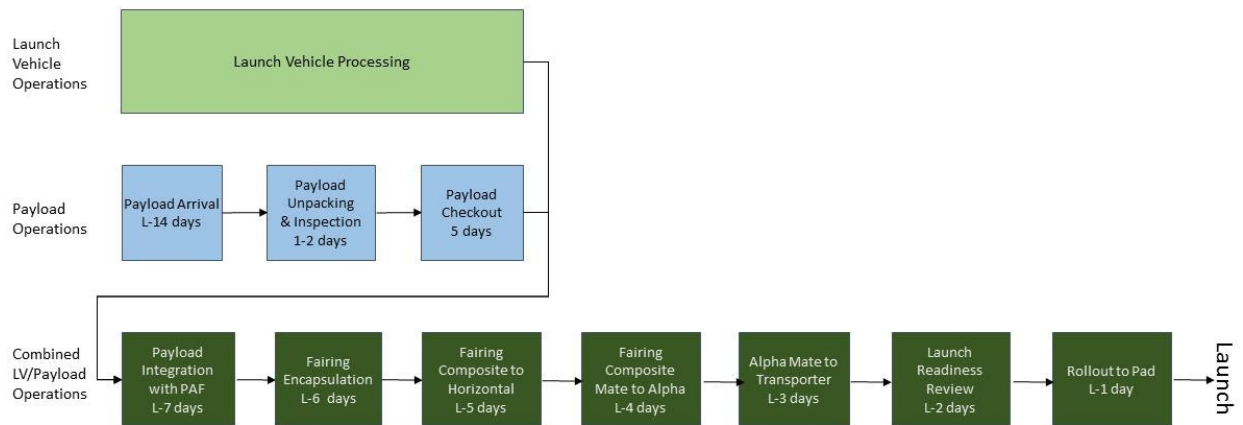 Launch
Vehicle
Operations
Launch Vehicle Processing
Payload
Operations
Payload Arrival
L-14 days
Payload
Unpacking
& Inspection
1-2 days
Payload
Checkout
5 days
Combined
LV/Payload
Operations
Payload
Integration
with PAF
L-7 days
Fairing
Encapsulation
L-6 days
Fairing
Composite to
Horizontal
L-5 days
Fairing
Composite
Mate to Alpha
L-4 days
Alpha Mate to
Transporter
L-3 days
Launch
Readiness
Review
L-2 days
Rollout to Pad
L-1 day
Launch